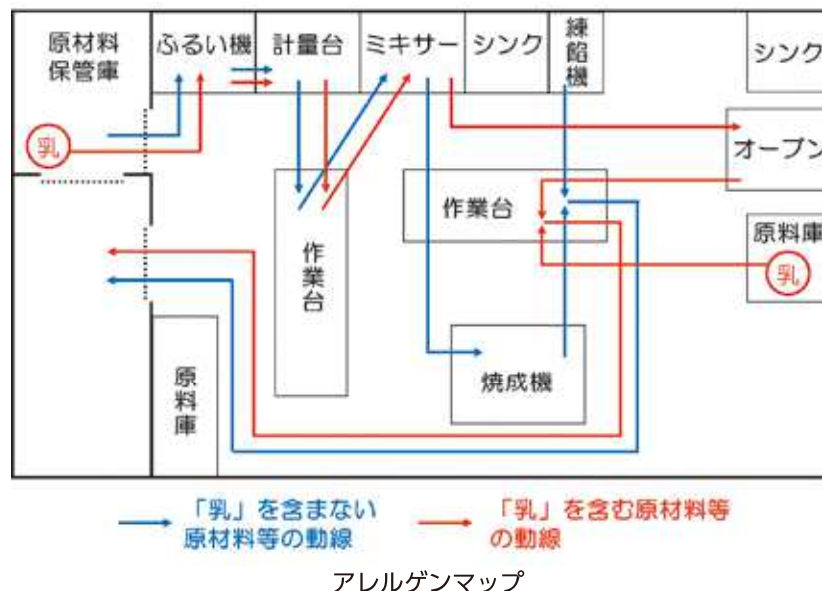 原材料
保管庫
ふるい機
計量台
ミキサー
シンク
練餡機
シンク
乳
オーブン
作業台
作業台
原料庫
乳
原料庫
焼成機
「乳」を含まない
原材料等の動線
「乳」を含む原材料等
の動線
アレルゲンマップ